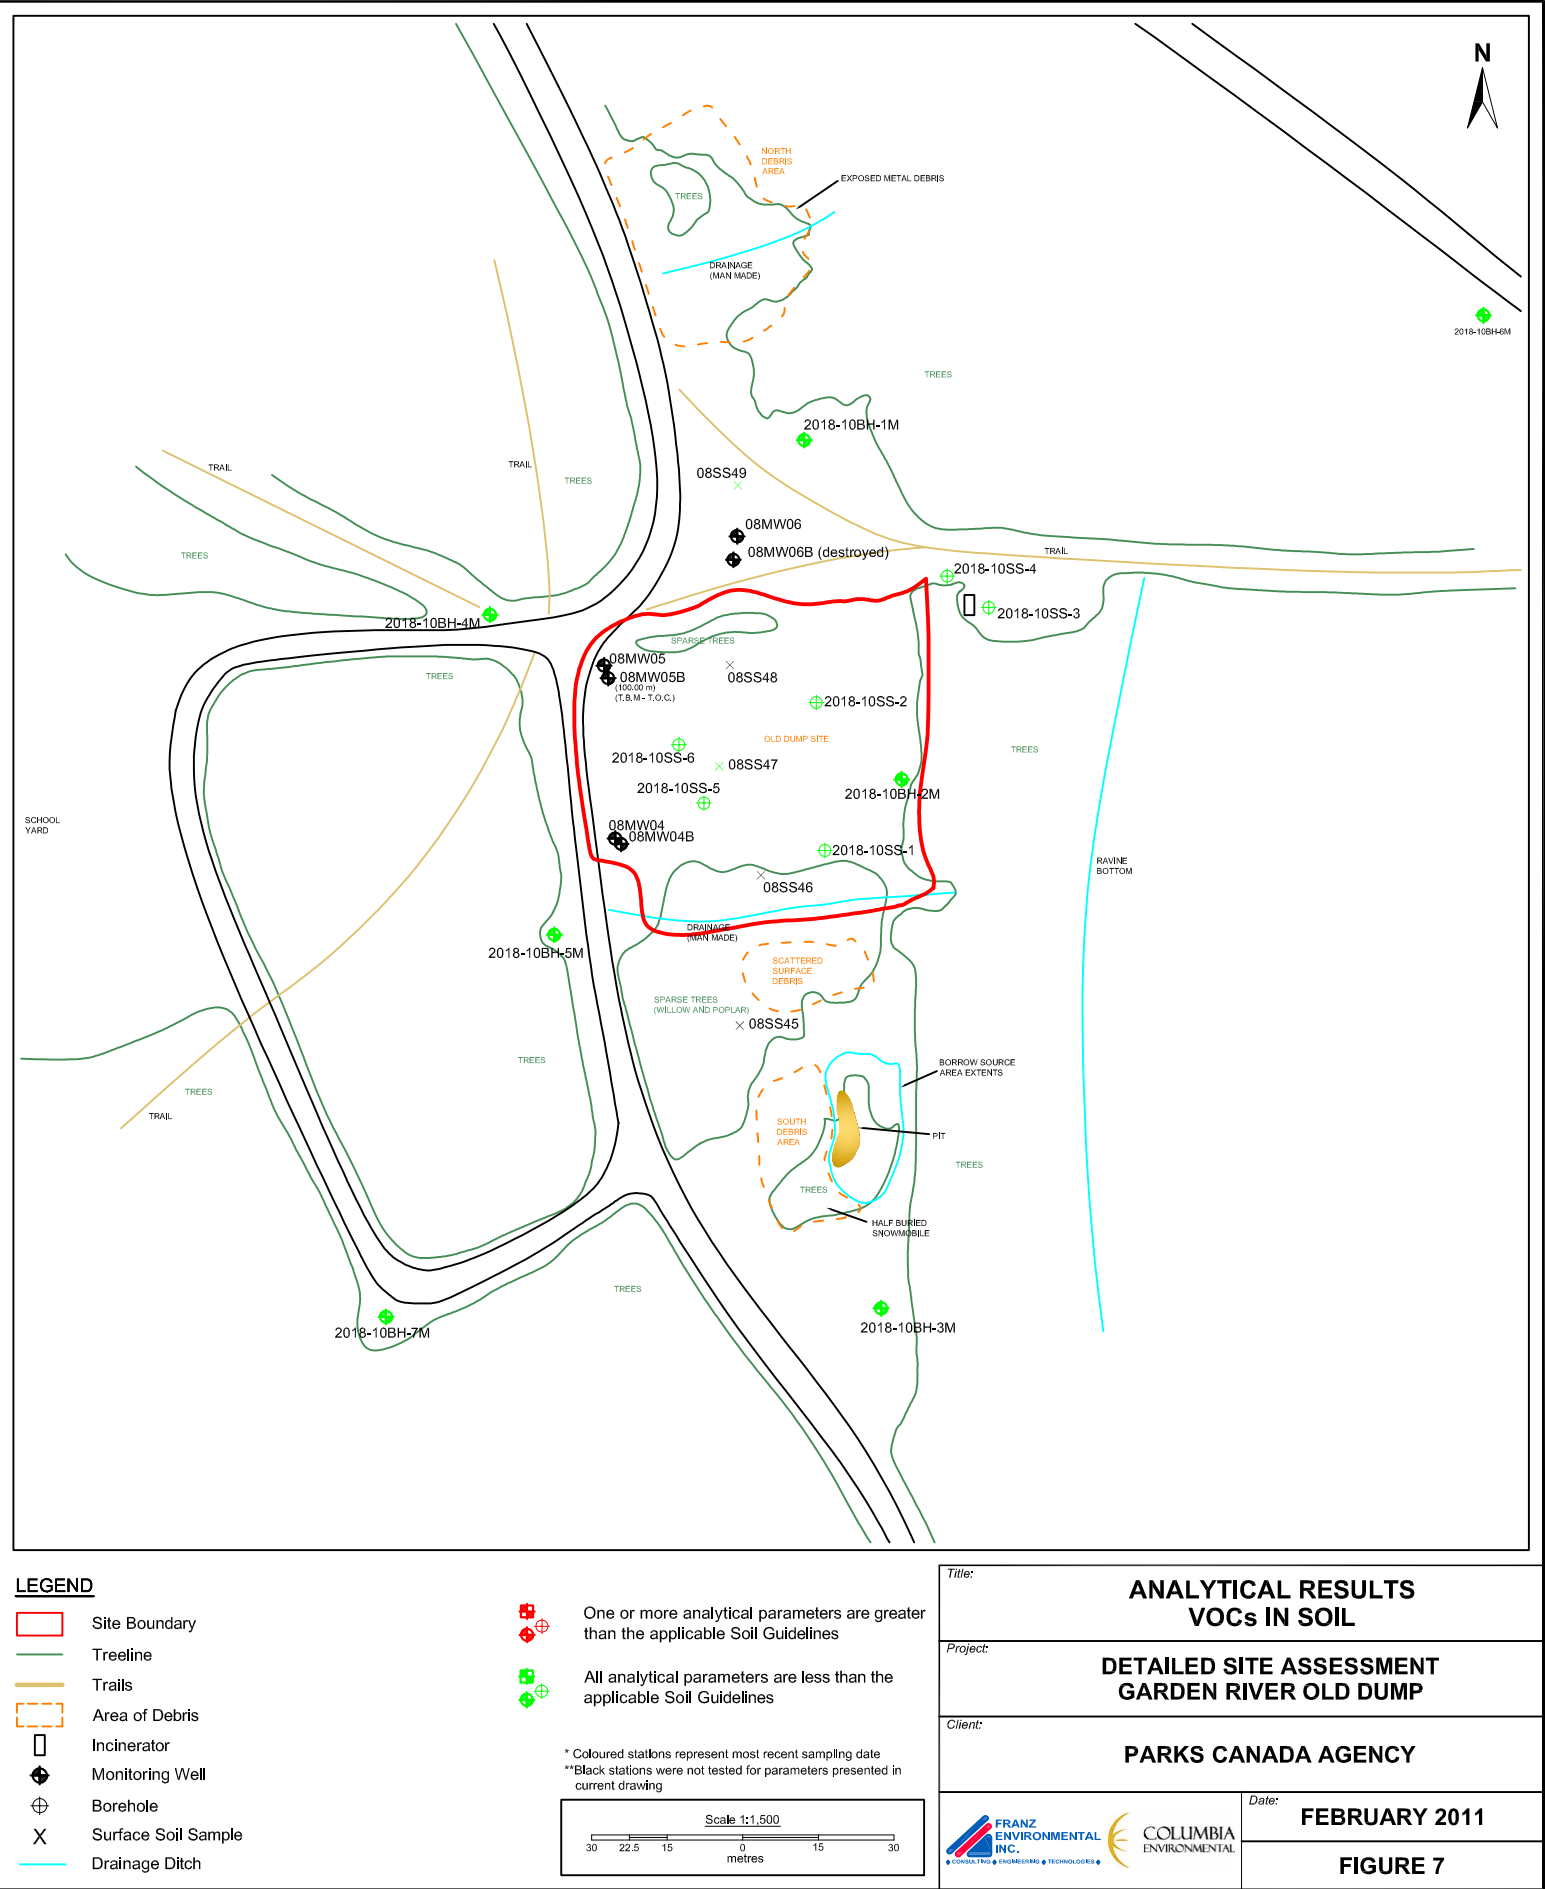 N
NORTH
DEBRIS
AREA
EXPOSED METAL DEBRIS
TREES
DRAINAGE
(MAN MADE)
2018-10BH-6M
TREES
2018-10BH-1M
TRAIL
TRAIL
TREES
08SS49
08MW06
08MW06B (destroyed)
TRAIL
TREES
2018-10SS-4
2018-10SS-3
2018-10BH-4M
SPARSE TREES
08MW05
08MW05B
(100.00 m)
(T.B.M - T.O.C.)
08SS48
TREES
2018-10SS-2
OLD DUMP SITE
TREES
2018-10SS-6
08SS47
2018-10SS-5
2018-10BH-2M
SCHOOL
YARD
08MW04
08MW04B
2018-10SS-1
RAVINE
BOTTOM
08SS46
DRAINAGE
(MAN MADE)
2018-10BH-5M
SCATTERED
SURFACE
DEBRIS
SPARSE TREES
(WILLOW AND POPLAR)
08SS45
TREES
BORROW SOURCE
AREA EXTENTS
TREES
TRAIL
SOUTH
DEBRIS
AREA
PIT
TREES
TREES
HALF BURIED
SNOWMOBILE
TREES
2018-10BH-7M
2018-10BH-3M
LEGEND
Site Boundary
Treeline
Trails
Area of Debris
Incinerator
Monitoring Well
Borehole
Surface Soil Sample
Drainage Ditch
One or more analytical parameters are greater
than the applicable Soil Guidelines
All analytical parameters are less than the
applicable Soil Guidelines
* Coloured stations represent most recent sampling date
**Black stations were not tested for parameters presented in
current drawing
Scale 1:1,500
30 22.5 15 0 15 30
metres
Title:
ANALYTICAL RESULTS
VOCs IN SOIL
Project:
DETAILED SITE ASSESSMENT
GARDEN RIVER OLD DUMP
Client:
PARKS CANADA AGENCY
FRANZ
ENVIRONMENTAL
INC.
CONSULTING ♦ ENGINEERING ♦ TECHNOLOGIES
COLUMBIA
ENVIRONMENTAL
Date:
FEBRUARY 2011
FIGURE 7